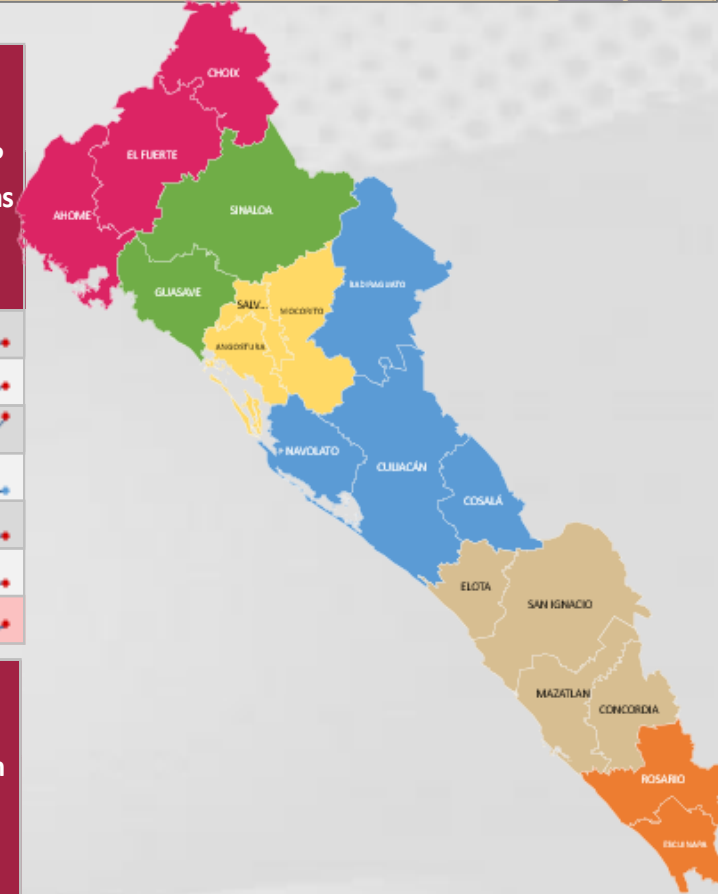 CHOIX
EL FUERTE
AHOME
SINALOA
GUASAVE
SALV...
MOCORITO
BADIRAGUATO
ANGOSTURA
NAVOLATO
CULIACÁN
COSALÁ
ELOTA
SAN IGNACIO
MAZATLAN
CONCORDIA
ROSARIO
ESCUINAPA